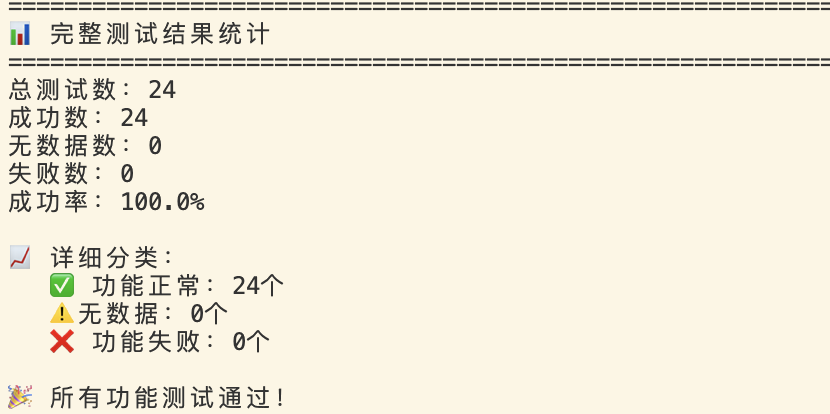 ============================================================
📊 完整测试结果统计
============================================================
总测试数: 24
成功数: 24
无数据数: 0
失败数: 0
成功率: 100.0%
📈 详细分类:
✅ 功能正常: 24个
⚠️无数据: 0个
❌ 功能失败: 0个
🎉 所有功能测试通过!